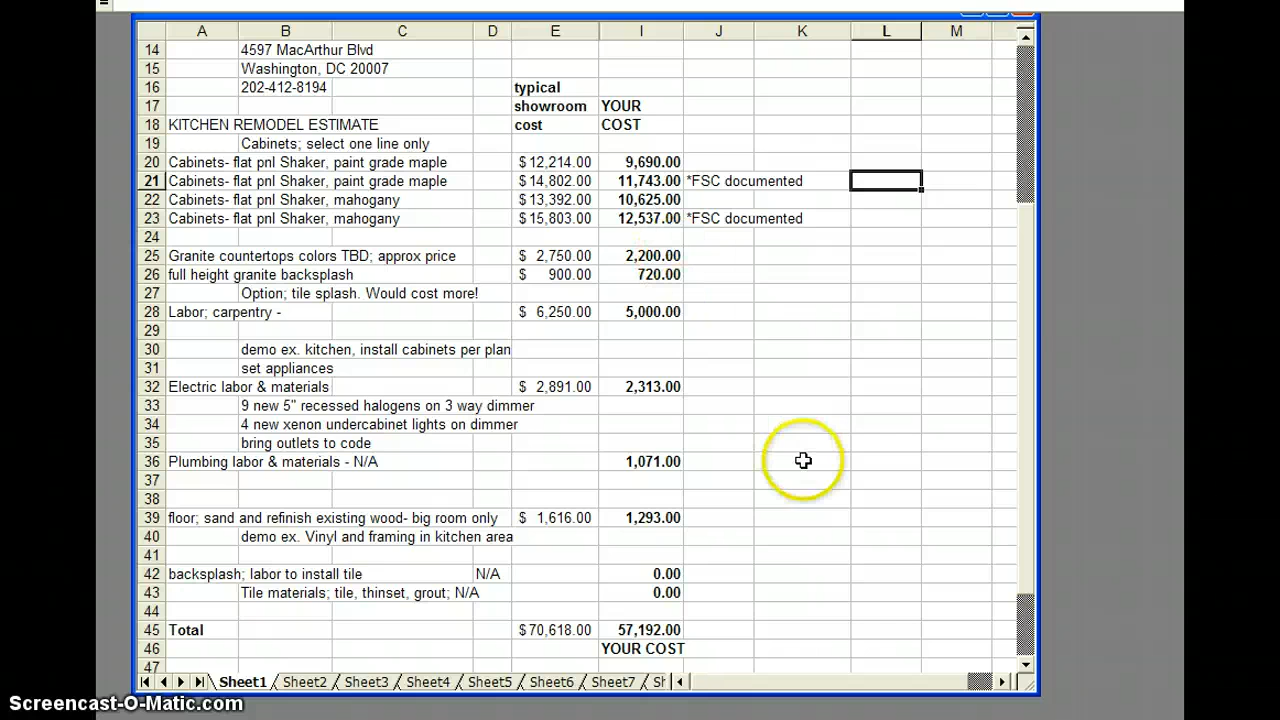 A B C D E I J K L M
14 4597 MacArthur Blvd
15 Washington, DC 20007
16 202-412-8194 typical
17 showroom YOUR
18 KITCHEN REMODEL ESTIMATE cost COST
19 Cabinets; select one line only
20 Cabinets- flat pnl Shaker, paint grade maple $12,214.00 9,690.00
21 Cabinets- flat pnl Shaker, paint grade maple $14,802.00 11,743.00 *FSC documented
22 Cabinets- flat pnl Shaker, mahogany $13,392.00 10,625.00
23 Cabinets- flat pnl Shaker, mahogany $15,803.00 12,537.00 *FSC documented
24
25 Granite countertops colors TBD; approx price $ 2,750.00 2,200.00
26 full height granite backsplash $ 900.00 720.00
27 Option; tile splash. Would cost more!
28 Labor; carpentry - $ 6,250.00 5,000.00
29
30 demo ex. kitchen, install cabinets per plan
31 set appliances
32 Electric labor & materials $ 2,891.00 2,313.00
33 9 new 5" recessed halogens on 3 way dimmer
34 4 new xenon undercabinet lights on dimmer
35 bring outlets to code
36 Plumbing labor & materials - N/A 1,071.00
37
38
39 floor; sand and refinish existing wood- big room only $ 1,616.00 1,293.00
40 demo ex. Vinyl and framing in kitchen area
41
42 backsplash; labor to install tile N/A 0.00
43 Tile materials; tile, thinset, grout; N/A 0.00
44
45 Total $70,618.00 57,192.00
46 YOUR COST
47
Sheet1 Sheet2 Sheet3 Sheet4 Sheet5 Sheet6 Sheet7 Sh
Screencast-O-Matic.com